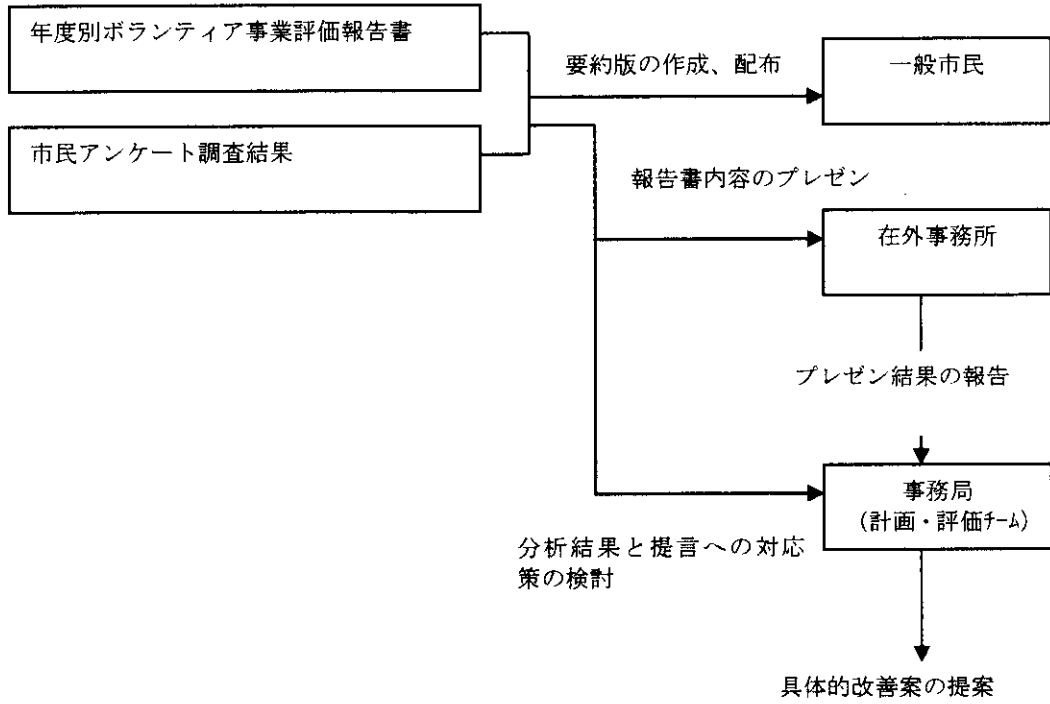 年度別ボランティア事業評価報告書
要約版の作成、配布
一般市民
市民アンケート調査結果
報告書内容のプレゼン
在外事務所
プレゼン結果の報告
事務局
(計画・評価ﾁｰﾑ)
分析結果と提言への対応
策の検討
具体的改善案の提案